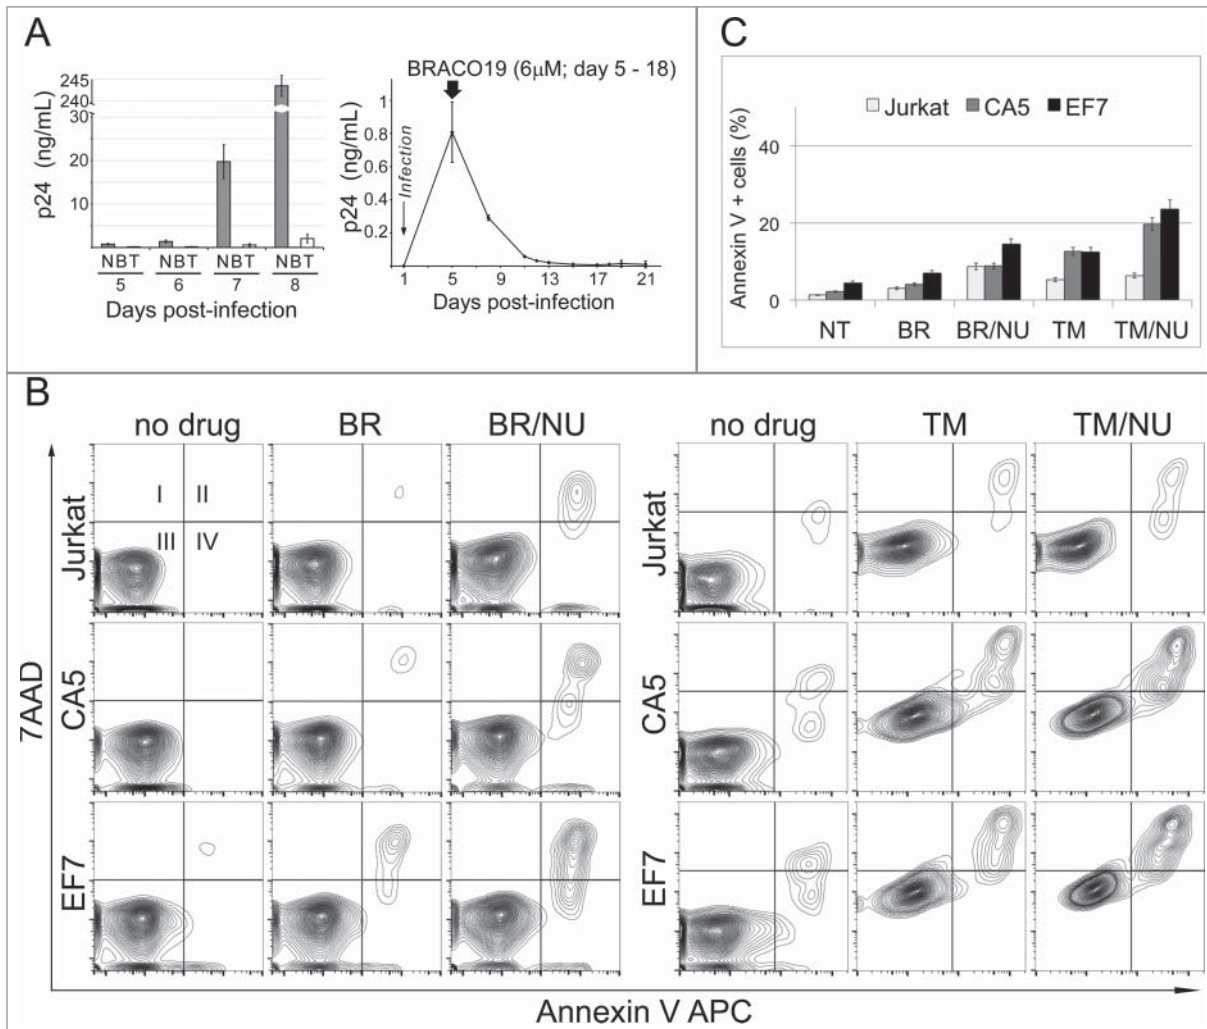 A
245
240
30
20
10
p24 (ng/mL)
NBT NBT NBT NBT
5 6 7 8
Days post-infection
BRACO19 (6µM; day 5 - 18)
1
0.8
0.6
0.4
0.2
p24 (ng/mL)
Infection
1 5 9 13 17 21
Days post-infection
C
Jurkat CA5 EF7
40
20
0
Annexin V + cells (%)
NT BR BR/NU TM TM/NU
B
no drug BR BR/NU no drug TM TM/NU
I II
III IV
Jurkat
CA5
EF7
Jurkat
CA5
EF7
7AAD
Annexin V APC